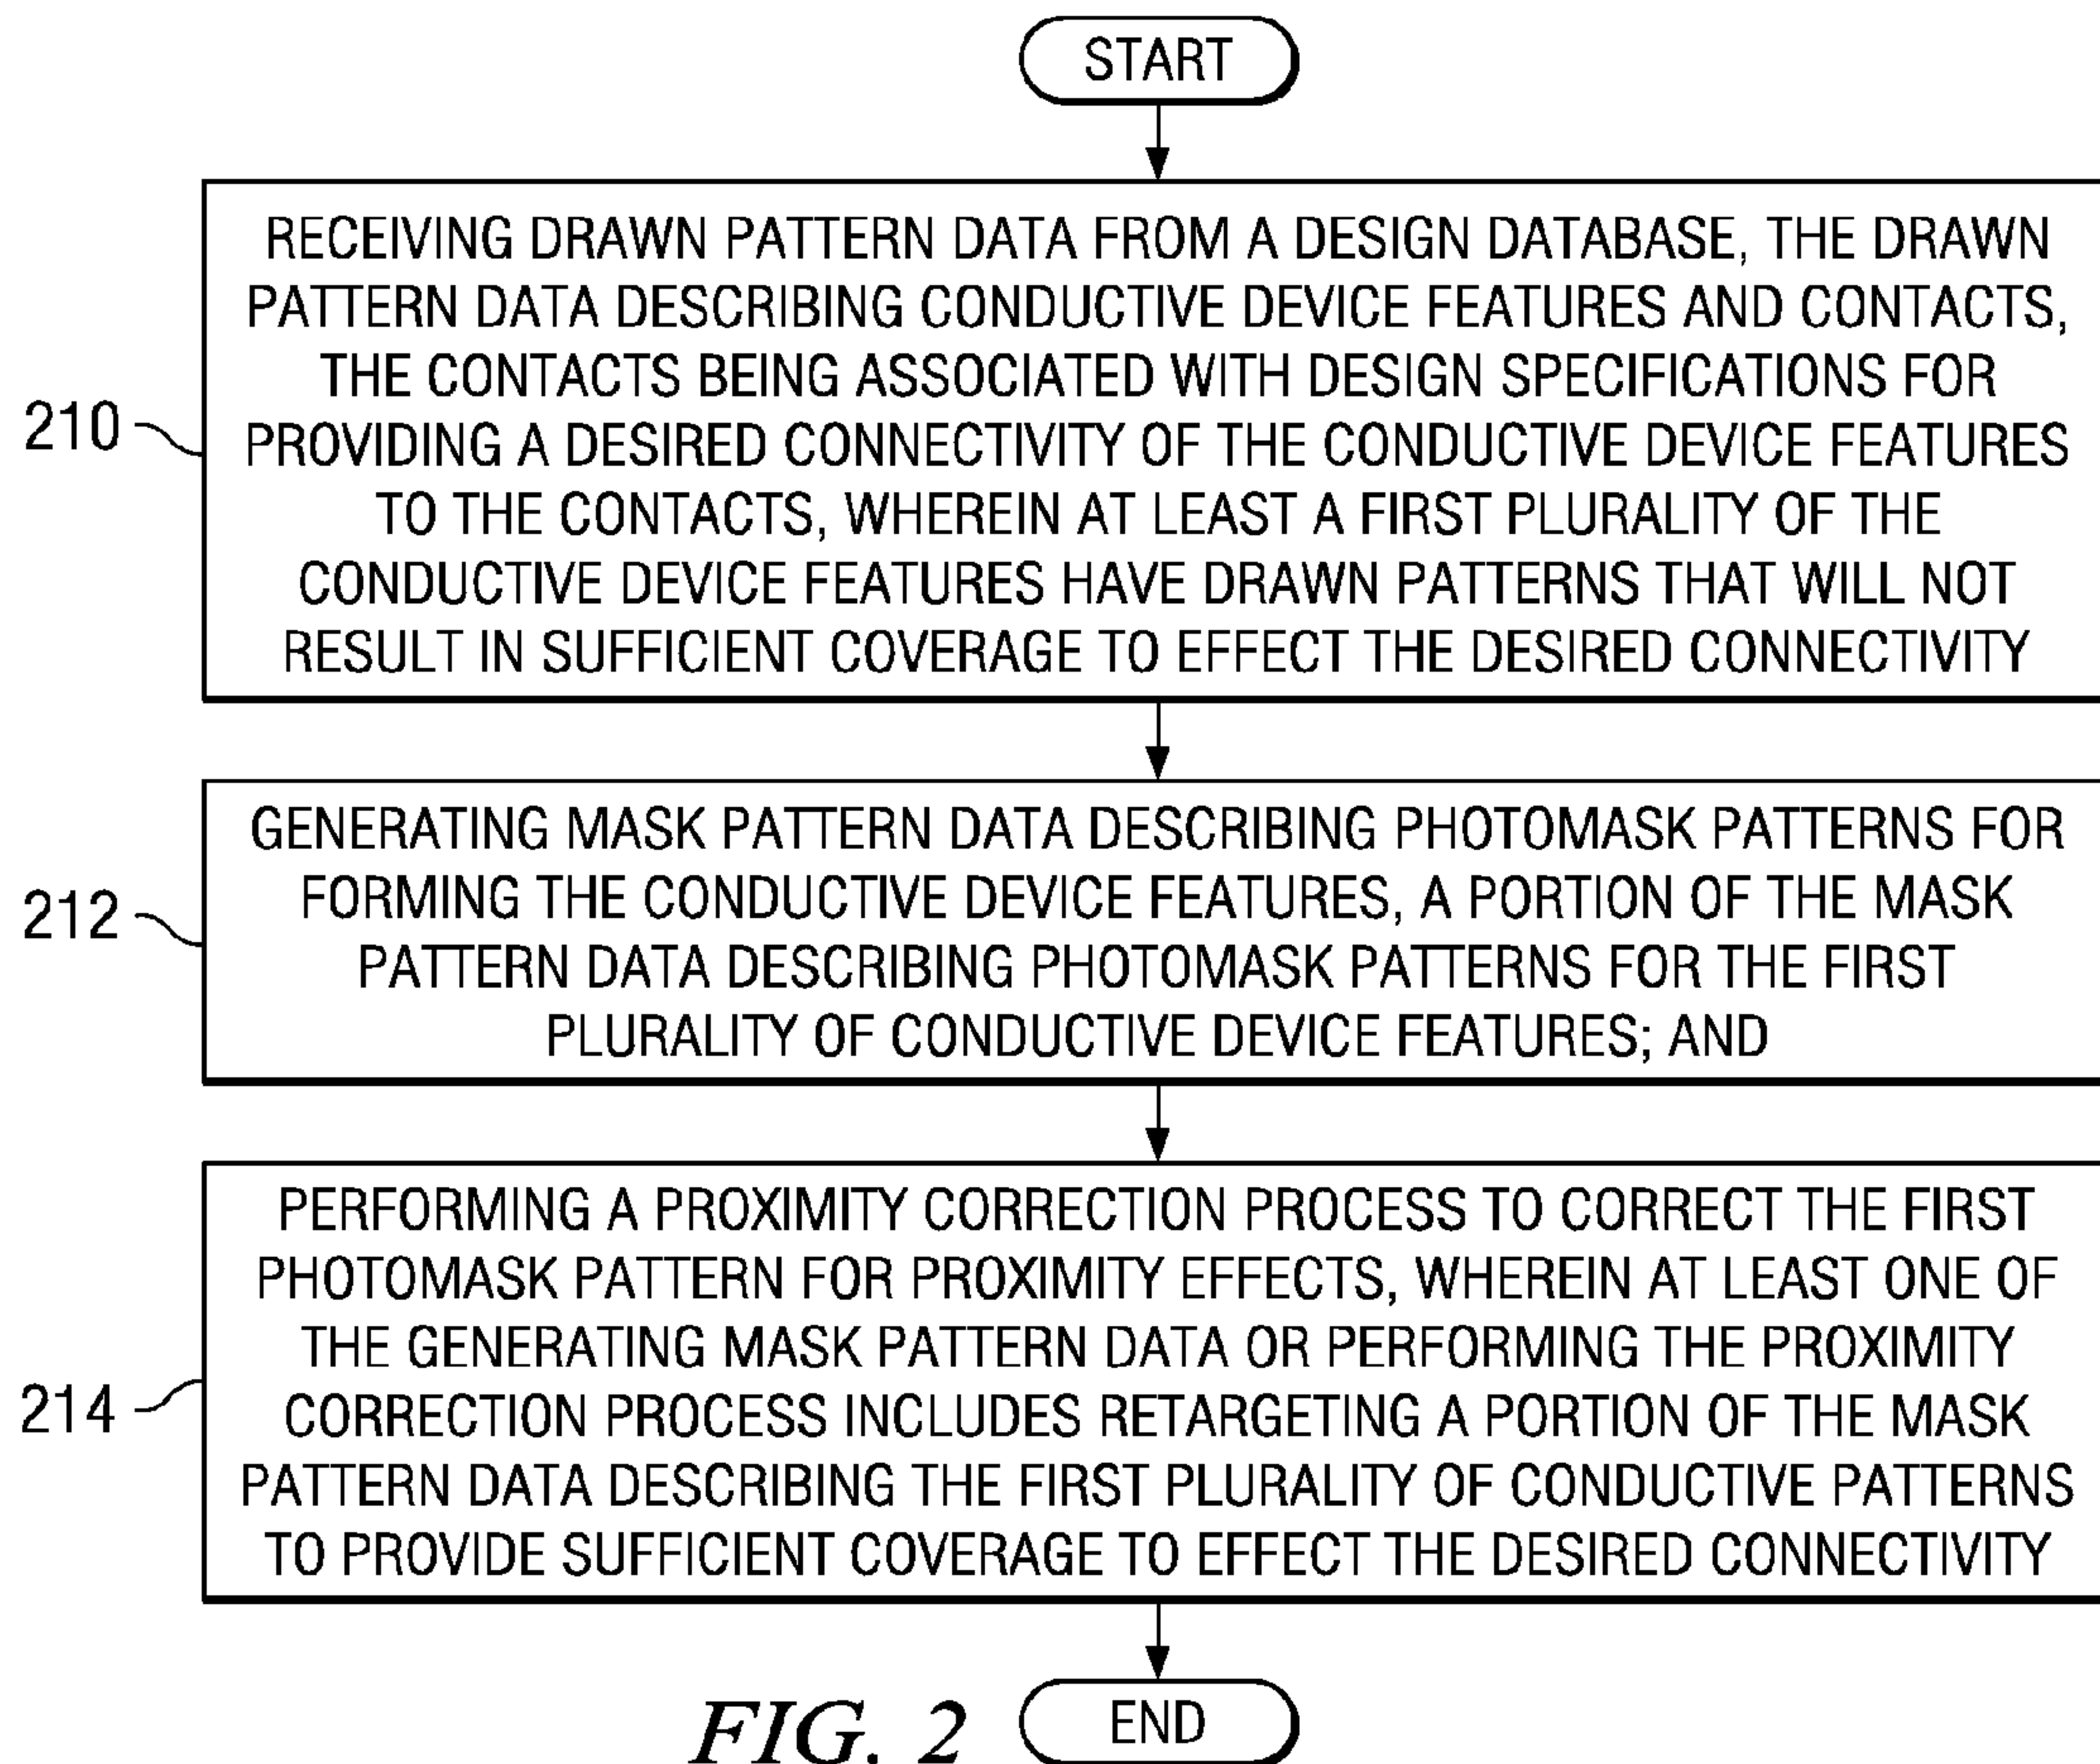 START
RECEIVING DRAWN PATTERN DATA FROM A DESIGN DATABASE, THE DRAWN
PATTERN DATA DESCRIBING CONDUCTIVE DEVICE FEATURES AND CONTACTS,
THE CONTACTS BEING ASSOCIATED WITH DESIGN SPECIFICATIONS FOR
210
PROVIDING A DESIRED CONNECTIVITY OF THE CONDUCTIVE DEVICE FEATURES
TO THE CONTACTS, WHEREIN AT LEAST A FIRST PLURALITY OF THE
CONDUCTIVE DEVICE FEATURES HAVE DRAWN PATTERNS THAT WILL NOT
RESULT IN SUFFICIENT COVERAGE TO EFFECT THE DESIRED CONNECTIVITY
GENERATING MASK PATTERN DATA DESCRIBING PHOTOMASK PATTERNS FOR
212
FORMING THE CONDUCTIVE DEVICE FEATURES, A PORTION OF THE MASK
PATTERN DATA DESCRIBING PHOTOMASK PATTERNS FOR THE FIRST
PLURALITY OF CONDUCTIVE DEVICE FEATURES; AND
PERFORMING A PROXIMITY CORRECTION PROCESS TO CORRECT THE FIRST
PHOTOMASK PATTERN FOR PROXIMITY EFFECTS, WHEREIN AT LEAST ONE OF
THE GENERATING MASK PATTERN DATA OR PERFORMING THE PROXIMITY
214
CORRECTION PROCESS INCLUDES RETARGETING A PORTION OF THE MASK
PATTERN DATA DESCRIBING THE FIRST PLURALITY OF CONDUCTIVE PATTERNS
TO PROVIDE SUFFICIENT COVERAGE TO EFFECT THE DESIRED CONNECTIVITY
FIG. 2
END